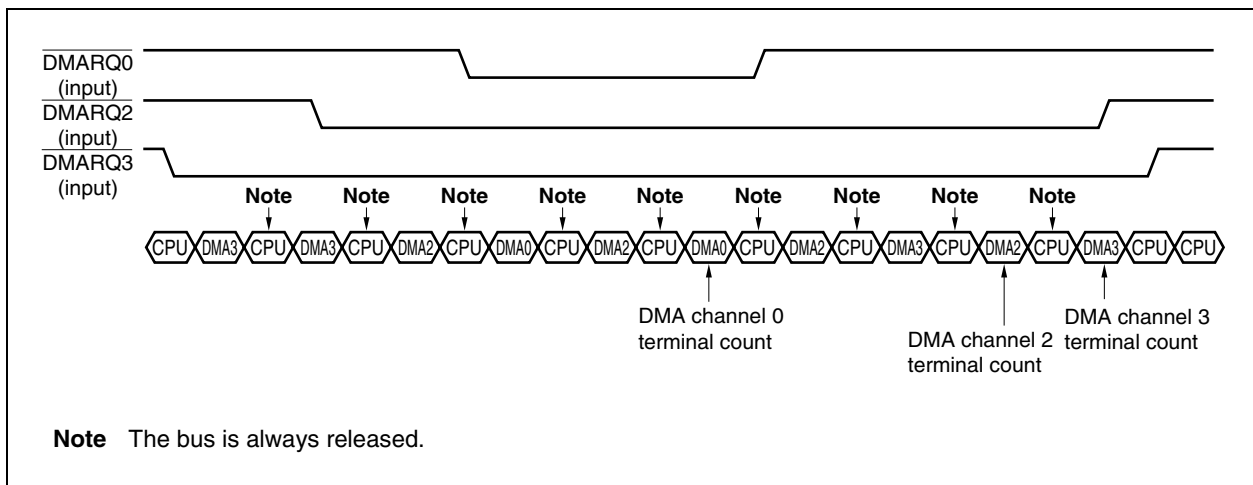 DMARQ0
(input)
DMARQ2
(input)
DMARQ3
(input)
Note Note Note Note Note Note Note Note Note
CPU DMA3 CPU DMA3 CPU DMA2 CPU DMA0 CPU DMA2 CPU DMA0 CPU DMA2 CPU DMA3 CPU DMA2 CPU DMA3 CPU CPU
DMA channel 0
terminal count
DMA channel 2
terminal count
DMA channel 3
terminal count
Note The bus is always released.